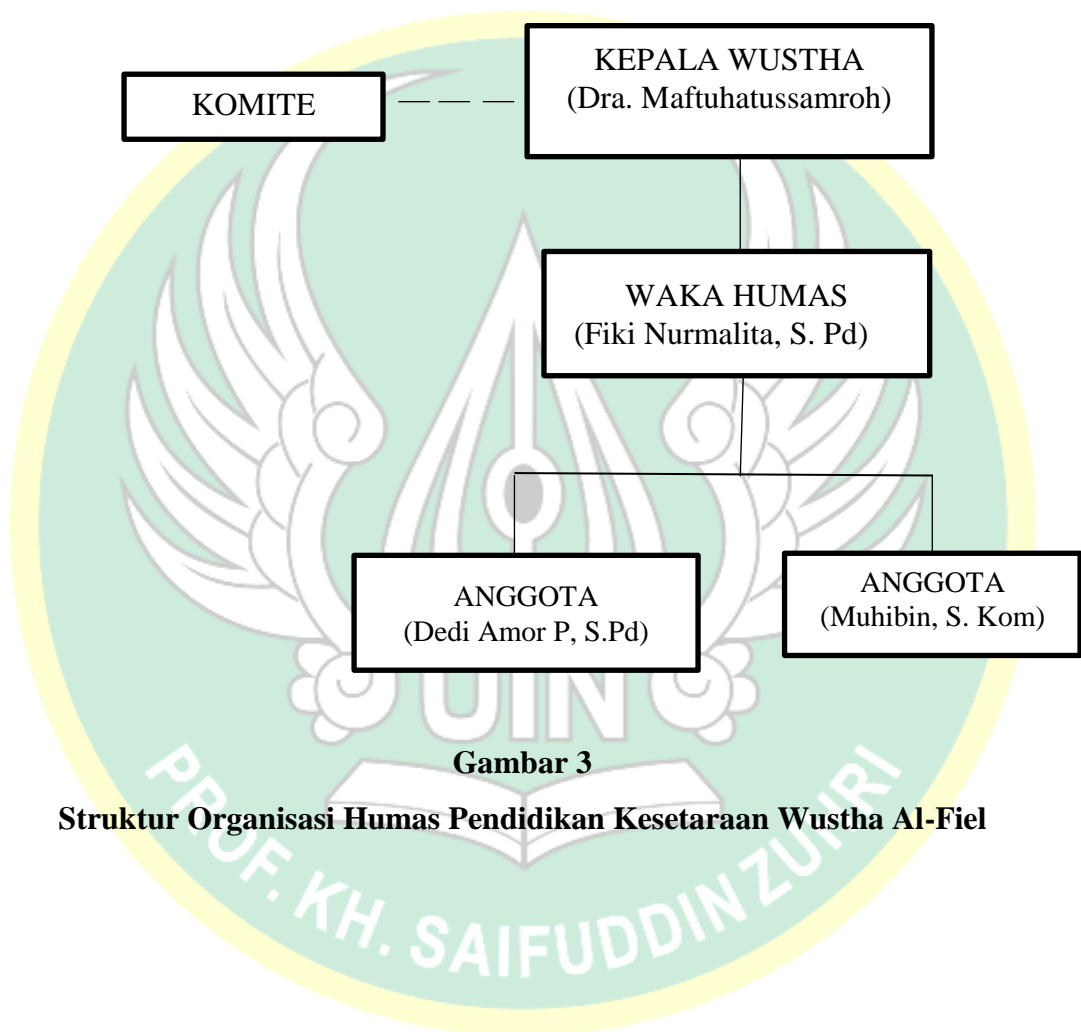 KOMITE
KEPALA WUSTHA
(Dra. Maftuhatussamroh)
WAKA HUMAS
(Fiki Nurmalita, S. Pd)
ANGGOTA
(Dedi Amor P, S.Pd)
ANGGOTA
(Muhibin, S. Kom)
UIN
Gambar 3
Struktur Organisasi Humas Pendidikan Kesetaraan Wustha Al-Fiel
PROF. KH. SAIFUDDIN ZUHRI